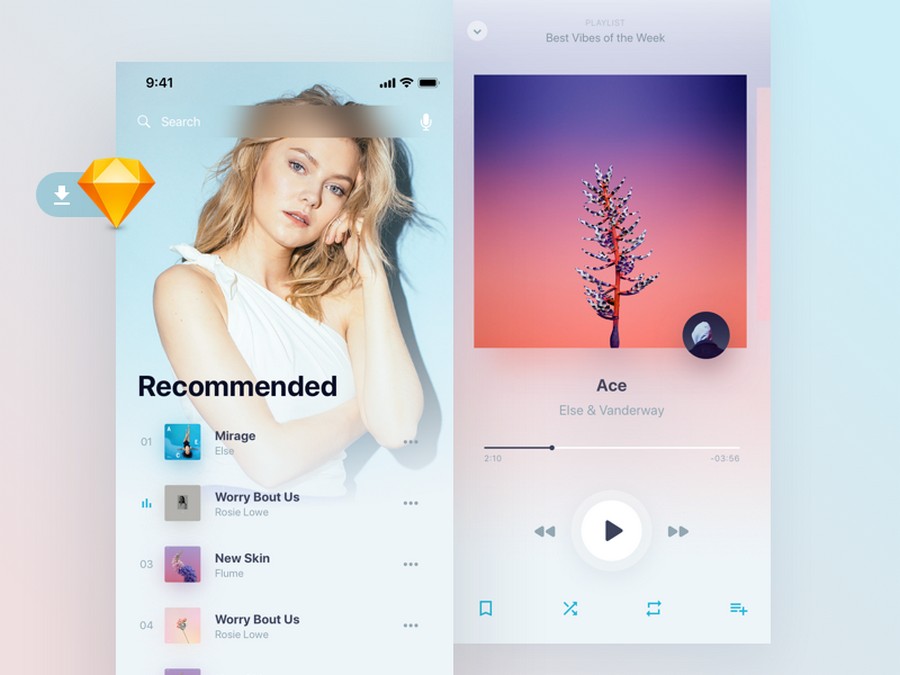 9:41
Search
Recommended
01
Mirage
Else
A
E
C
Worry Bout Us
Rosie Lowe
03
New Skin
Flume
04
Worry Bout Us
Rosie Lowe
PLAYLIST
Best Vibes of the Week
Ace
Else & Vanderway
2:10
-03:56